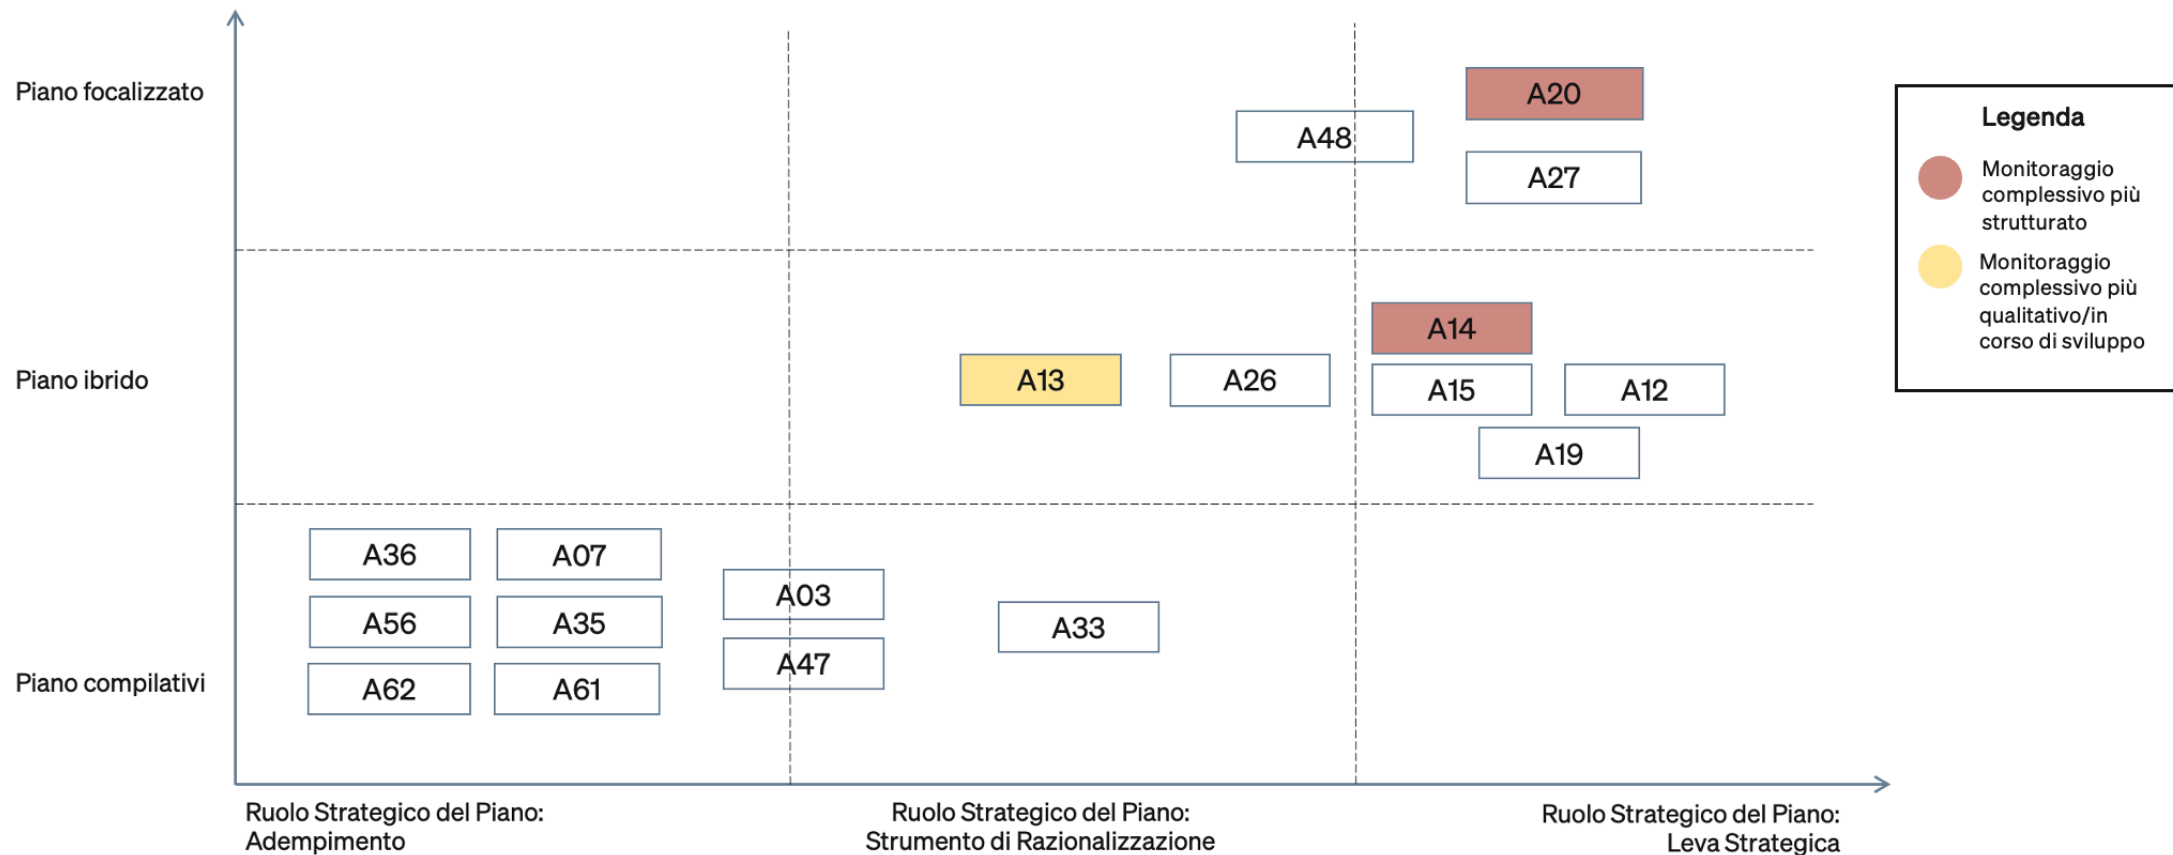 Piano focalizzato
A20
A48
A27
Piano ibrido
A14
A13
A26
A15
A12
A19
Piano compilativi
A36
A07
A03
A56
A35
A33
A47
A62
A61
Ruolo Strategico del Piano:
Adempimento
Ruolo Strategico del Piano:
Strumento di Razionalizzazione
Ruolo Strategico del Piano:
Leva Strategica
Legenda
Monitoraggio
complessivo più
strutturato
Monitoraggio
complessivo più
qualitativo/in
corso di sviluppo